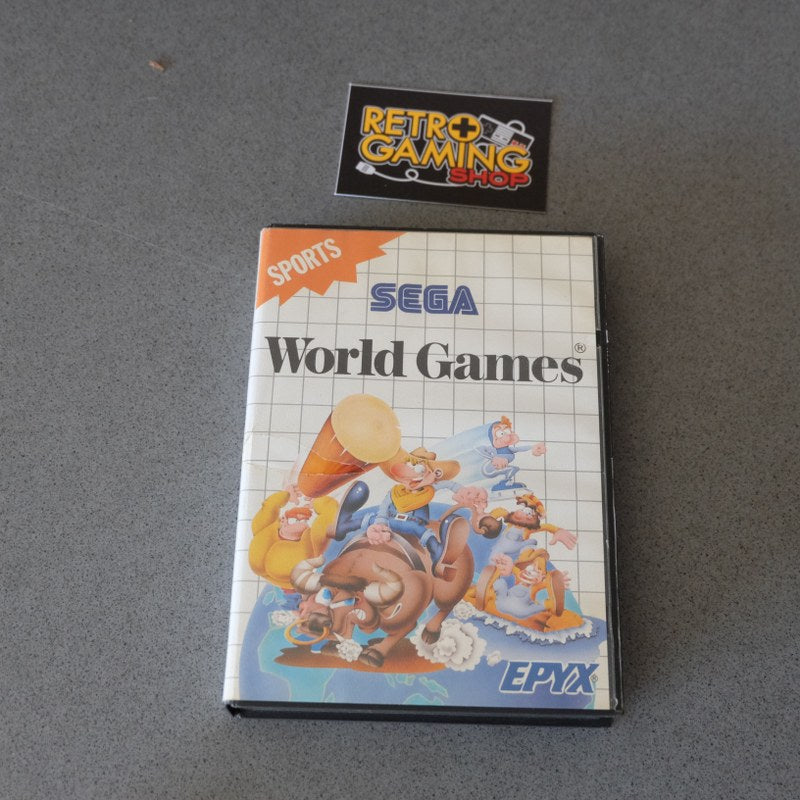 RETRO
GAMING
SHOP
SPORTS
SEGA
World Games®
EPYX®